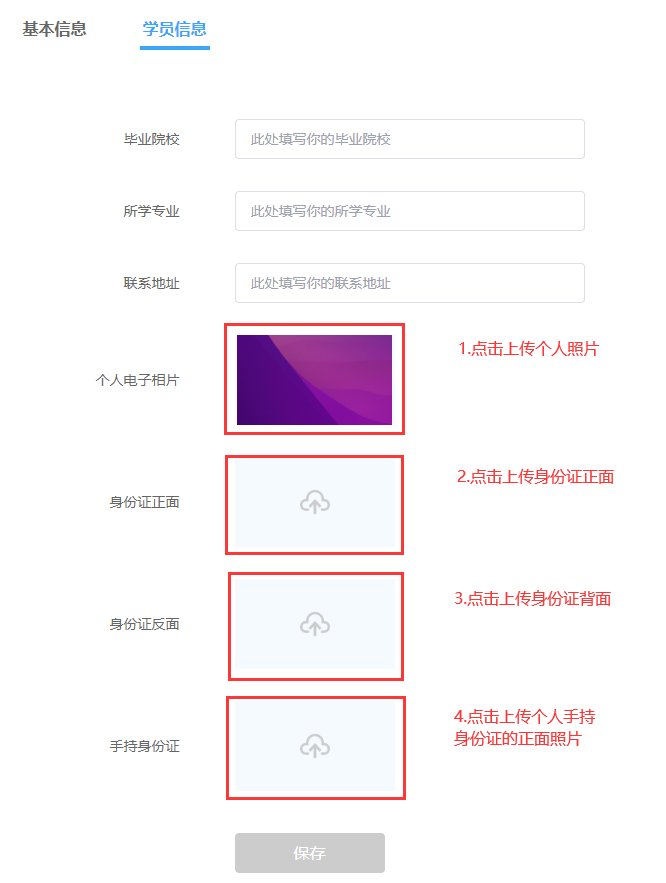 基本信息 学员信息
毕业院校 此处填写你的毕业院校
所学专业 此处填写你的所学专业
联系地址 此处填写你的联系地址
个人电子相片 1.点击上传个人照片
身份证正面 2.点击上传身份证正面
身份证反面 3.点击上传身份证背面
手持身份证 4.点击上传个人手持
身份证的正面照片
保存